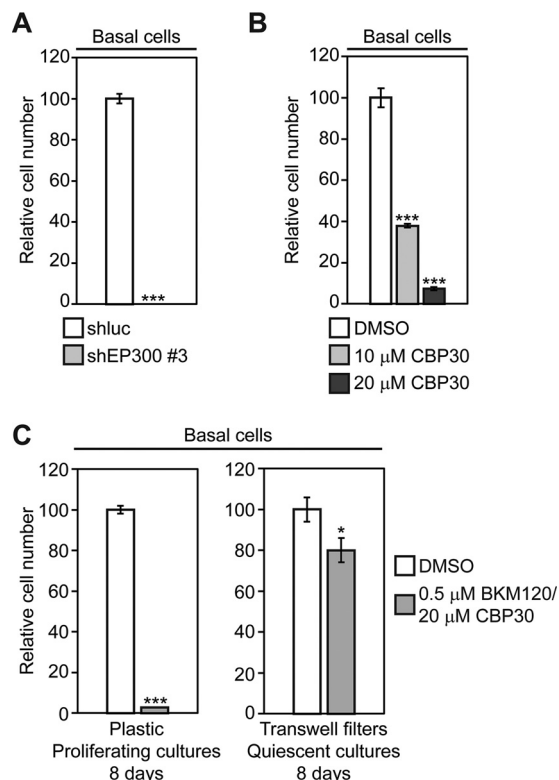 A
Basal cells
Relative cell number
120
100
80
60
40
20
0
***
shluc
shEP300 #3
B
Basal cells
Relative cell number
120
100
80
60
40
20
0
***
***
DMSO
10 μM CBP30
20 μM CBP30
C
Basal cells
Relative cell number
120
100
80
60
40
20
0
***
Plastic
Proliferating cultures
8 days
120
100
80
60
40
20
0
*
Transwell filters
Quiescent cultures
8 days
DMSO
0.5 μM BKM120/
20 μM CBP30